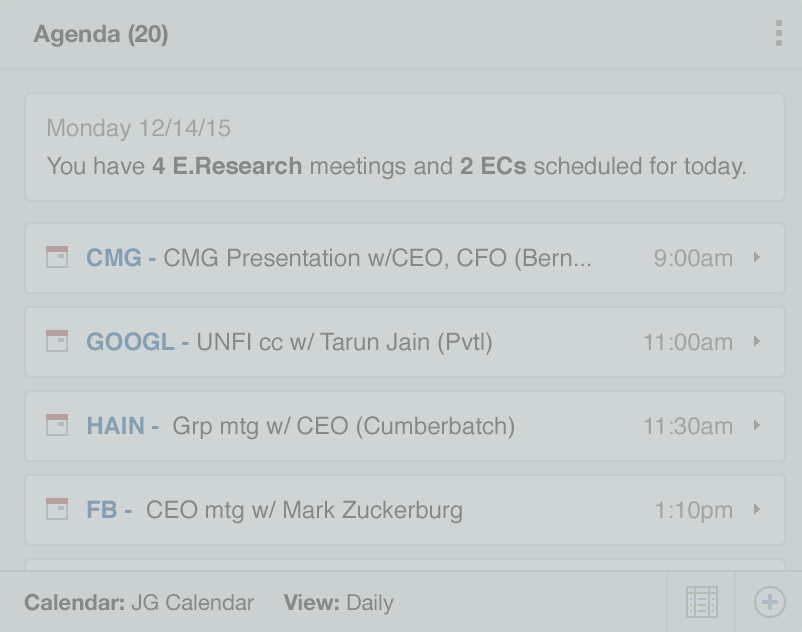 Agenda (20)
Monday 12/14/15
You have 4 E.Research meetings and 2 ECs scheduled for today.
CMG - CMG Presentation w/CEO, CFO (Bern... 9:00am
GOOGL - UNFI cc w/ Tarun Jain (Pvtl) 11:00am
HAIN - Grp mtg w/ CEO (Cumberbatch) 11:30am
FB - CEO mtg w/ Mark Zuckerburg 1:10pm
Calendar: JG Calendar View: Daily